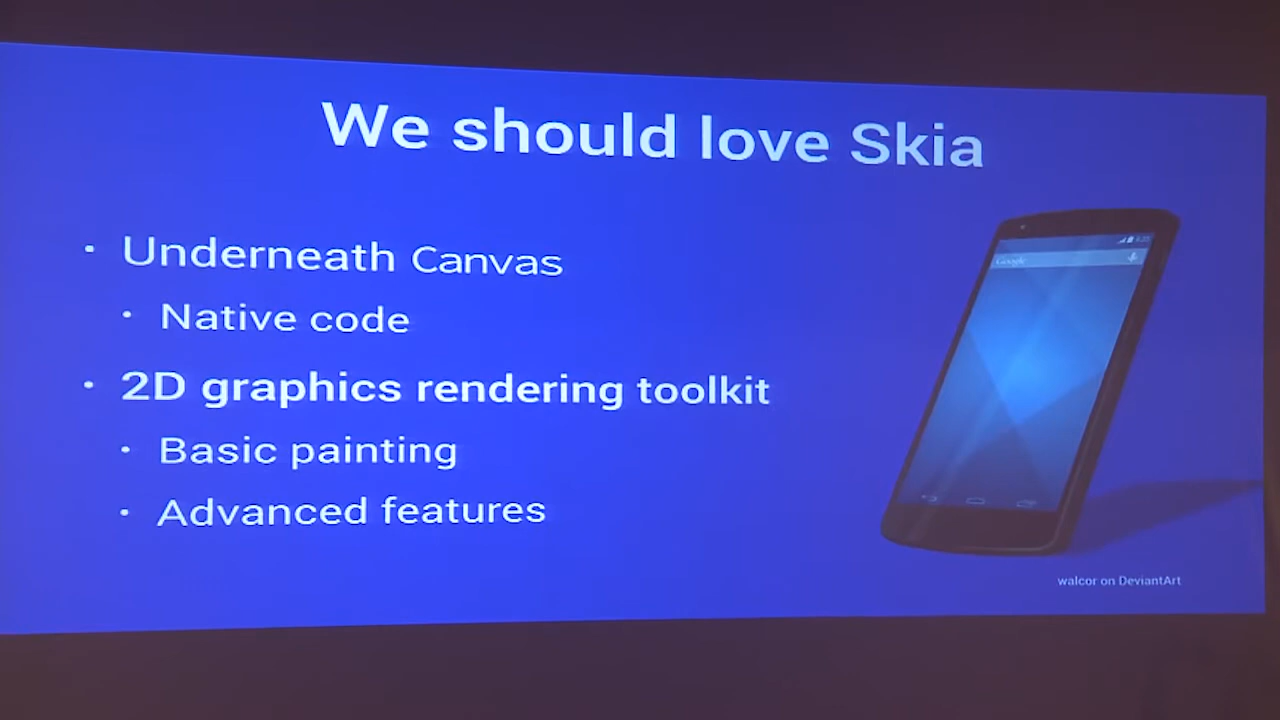 We should love Skia
• Underneath Canvas
• Native code
• 2D graphics rendering toolkit
• Basic painting
• Advanced features
Google
walcor on DeviantArt